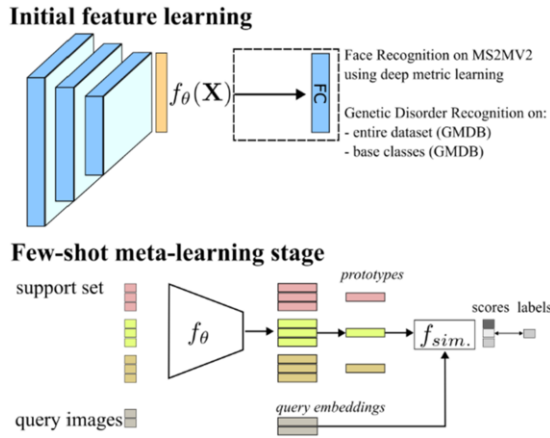 Initial feature learning
Face Recognition on MS2MV2
using deep metric learning
fθ(X)
FC
Genetic Disorder Recognition on:
- entire dataset (GMDB)
- base classes (GMDB)
Few-shot meta-learning stage
support set
prototypes
scores labels
fθ
fsim.
query images
query embeddings